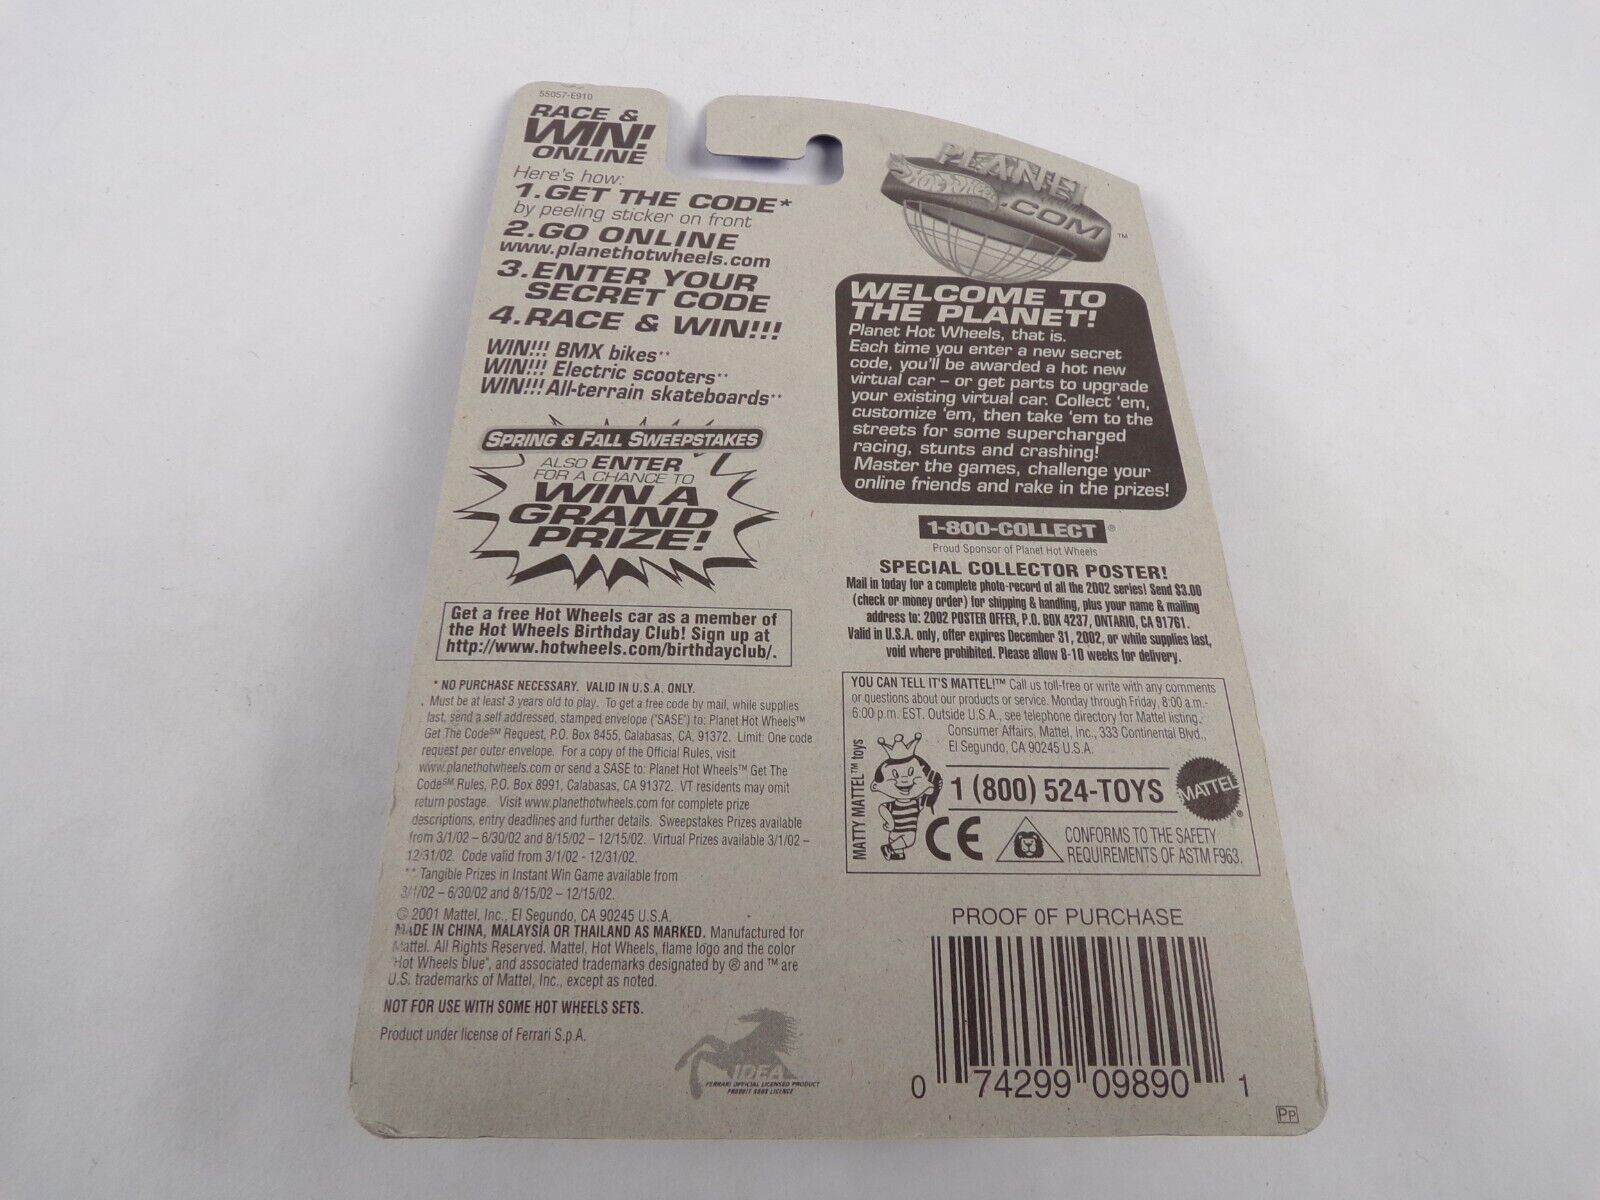 55057-E910
RACE &
WIN!
ONLINE
Here's how:
1.GET THE CODE*
by peeling sticker on front
2.GO ONLINE
www.planethotwheels.com
3.ENTER YOUR
SECRET CODE
4.RACE & WIN!!!
WIN!!! BMX bikes**
WIN!!! Electric scooters**
WIN!!! All-terrain skateboards**
SPRING & FALL SWEEPSTAKES
ALSO ENTER
FOR A CHANCE TO
WIN A
GRAND
PRIZE!
Get a free Hot Wheels car as a member of
the Hot Wheels Birthday Club! Sign up at
http://www.hotwheels.com/birthdayclub/.
* NO PURCHASE NECESSARY. VALID IN U.S.A. ONLY.
Must be at least 3 years old to play. To get a free code by mail, while supplies
last, send a self addressed, stamped envelope ("SASE") to: Planet Hot Wheels™
Get The Code℠ Request, P.O. Box 8455, Calabasas, CA, 91372. Limit: One code
request per outer envelope. For a copy of the Official Rules, visit
www.planethotwheels.com or send a SASE to: Planet Hot Wheels™ Get The
Code℠ Rules, P.O. Box 8991, Calabasas, CA 91372. VT residents may omit
return postage. Visit www.planethotwheels.com for complete prize
descriptions, entry deadlines and further details. Sweepstakes Prizes available
from 3/1/02 – 6/30/02 and 8/15/02 – 12/15/02. Virtual Prizes available 3/1/02 –
12/31/02. Code valid from 3/1/02 - 12/31/02.
** Tangible Prizes in Instant Win Game available from
3/1/02 – 6/30/02 and 8/15/02 – 12/15/02.
© 2001 Mattel, Inc., El Segundo, CA 90245 U.S.A.
MADE IN CHINA, MALAYSIA OR THAILAND AS MARKED. Manufactured for
Mattel. All Rights Reserved. Mattel, Hot Wheels, flame logo and the color
"Hot Wheels blue", and associated trademarks designated by ® and ™ are
U.S. trademarks of Mattel, Inc., except as noted.
NOT FOR USE WITH SOME HOT WHEELS SETS.
Product under license of Ferrari S.p.A.
IDEA
FERRARI OFFICIAL LICENSED PRODUCT
PRODUIT SOUS LICENCE
PLANET
Hot Wheels
.COM
™
WELCOME TO
THE PLANET!
Planet Hot Wheels, that is.
Each time you enter a new secret
code, you'll be awarded a hot new
virtual car – or get parts to upgrade
your existing virtual car. Collect 'em,
customize 'em, then take 'em to the
streets for some supercharged
racing, stunts and crashing!
Master the games, challenge your
online friends and rake in the prizes!
1-800-COLLECT®
Proud Sponsor of Planet Hot Wheels
SPECIAL COLLECTOR POSTER!
Mail in today for a complete photo-record of all the 2002 series! Send $3.00
(check or money order) for shipping & handling, plus your name & mailing
address to: 2002 POSTER OFFER, P.O. BOX 4237, ONTARIO, CA 91761.
Valid in U.S.A. only, offer expires December 31, 2002, or while supplies last,
void where prohibited. Please allow 8-10 weeks for delivery.
YOU CAN TELL IT'S MATTEL!™ Call us toll-free or write with any comments
or questions about our products or service. Monday through Friday, 8:00 a.m.-
6:00 p.m. EST. Outside U.S.A., see telephone directory for Mattel listing.
Consumer Affairs, Mattel, Inc., 333 Continental Blvd.,
El Segundo, CA 90245 U.S.A.
MATTY MATTEL™ toys
1 (800) 524-TOYS
MATTEL®
CE
CONFORMS TO THE SAFETY
REQUIREMENTS OF ASTM F963.
PROOF OF PURCHASE
0 74299 09890 1
PP